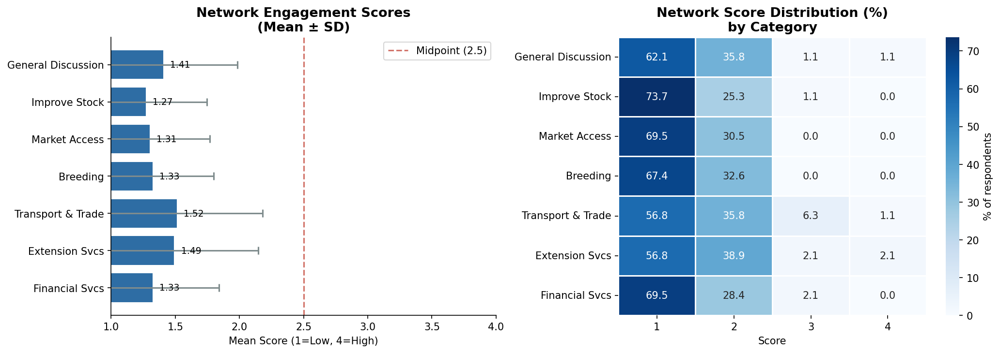 Network Engagement Scores
(Mean ± SD)
Midpoint (2.5)
General Discussion
1.41
Improve Stock
1.27
Market Access
1.31
Breeding
1.33
Transport & Trade
1.52
Extension Svcs
1.49
Financial Svcs
1.33
1.0 1.5 2.0 2.5 3.0 3.5 4.0
Mean Score (1=Low, 4=High)
Network Score Distribution (%)
by Category
General Discussion 62.1 35.8 1.1 1.1
Improve Stock 73.7 25.3 1.1 0.0
Market Access 69.5 30.5 0.0 0.0
Breeding 67.4 32.6 0.0 0.0
Transport & Trade 56.8 35.8 6.3 1.1
Extension Svcs 56.8 38.9 2.1 2.1
Financial Svcs 69.5 28.4 2.1 0.0
1 2 3 4
Score
70
60
50
40
30
20
10
0
% of respondents